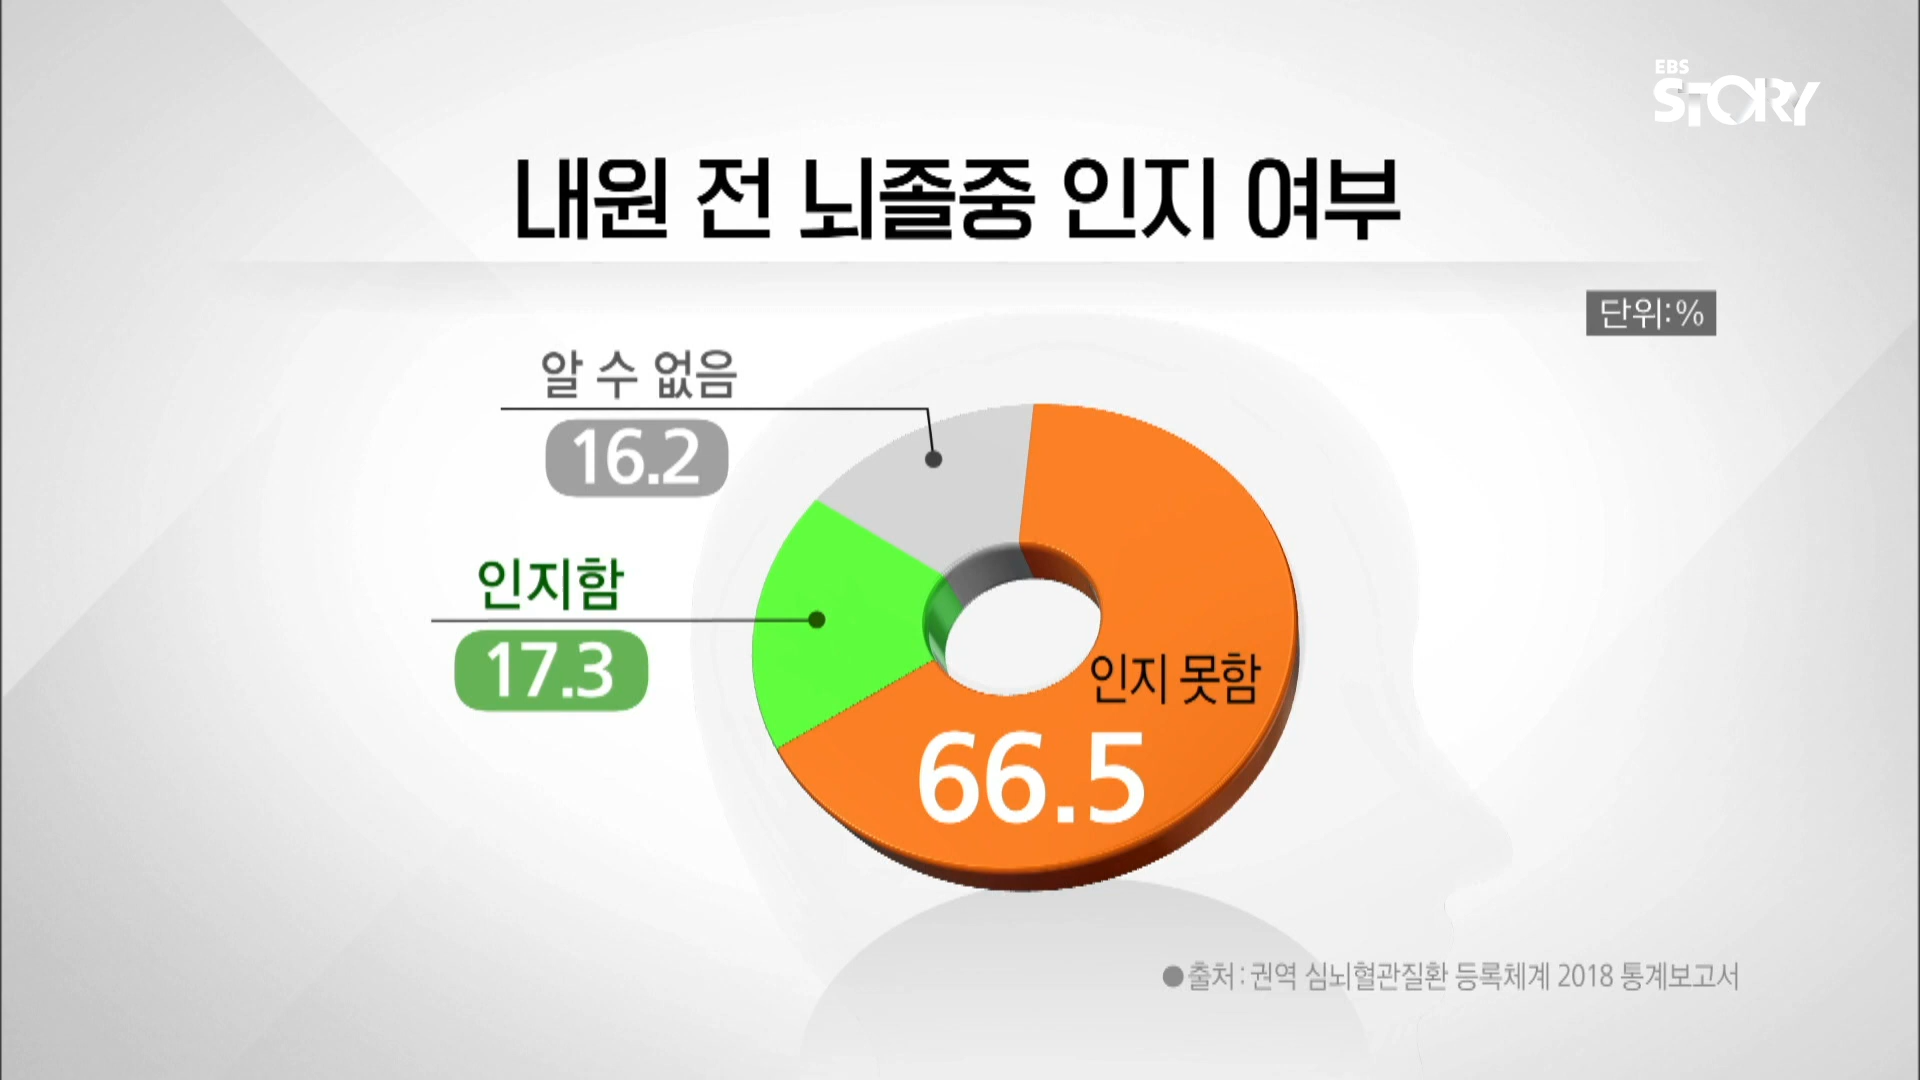 EBS
STORY
내원 전 뇌졸중 인지 여부
단위:%
알 수 없음
16.2
인지함
17.3
인지 못함
66.5
●출처 : 권역 심뇌혈관질환 등록체계 2018 통계보고서